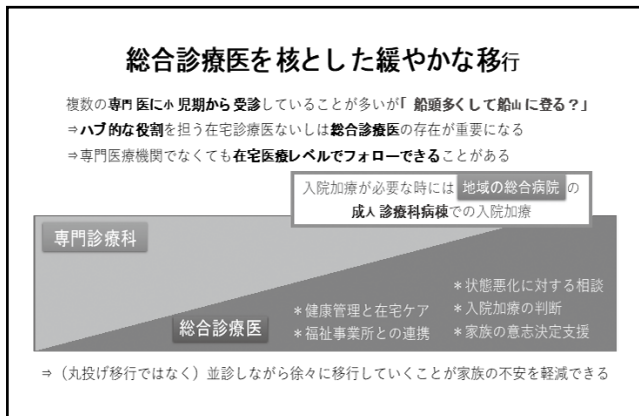 総合診療医を核とした緩やかな移行
複数の専門医に小児期から受診していることが多いが「 船頭多くして船山に登る？」
⇒ハブ的な役割を担う在宅診療医ないしは総合診療医の存在が重要になる
⇒専門医療機関でなくても在宅医療レベルでフォローできることがある
入院加療が必要な時には 地域の総合病院 の
成人診療科病棟での入院加療
専門診療科
総合診療医
＊健康管理と在宅ケア
＊福祉事業所との連携
＊状態悪化に対する相談
＊入院加療の判断
＊家族の意志決定支援
⇒（丸投げ移行ではなく）並診しながら徐々に移行していくことが家族の不安を軽減できる